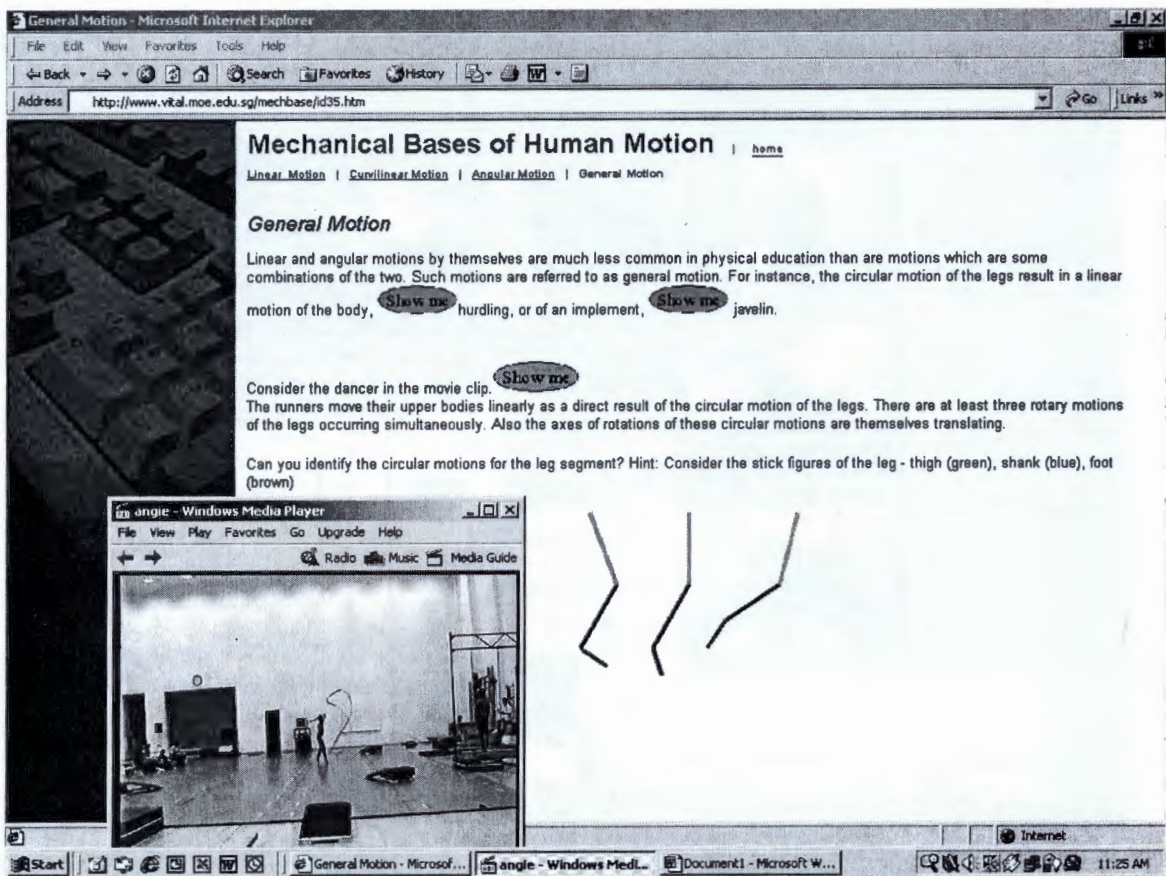 General Motion - Microsoft Internet Explorer
File Edit View Favorites Tools Help
Back Search Favorites History
Address http://www.vital.moe.edu.sg/mechbase/id35.htm Go Links »
Mechanical Bases of Human Motion | home
Linear Motion | Curvilinear Motion | Angular Motion | General Motion
General Motion
Linear and angular motions by themselves are much less common in physical education than are motions which are some
combinations of the two. Such motions are referred to as general motion. For instance, the circular motion of the legs result in a linear
motion of the body, Show me hurdling, or of an implement, Show me javelin.
Consider the dancer in the movie clip. Show me
The runners move their upper bodies linearly as a direct result of the circular motion of the legs. There are at least three rotary motions
of the legs occurring simultaneously. Also the axes of rotations of these circular motions are themselves translating.
Can you identify the circular motions for the leg segment? Hint: Consider the stick figures of the leg - thigh (green), shank (blue), foot
(brown)
angie - Windows Media Player
File View Play Favorites Go Upgrade Help
Radio Music Media Guide
Internet
Start General Motion - Microsof... angie - Windows Medi... Document1 - Microsoft W... 11:25 AM